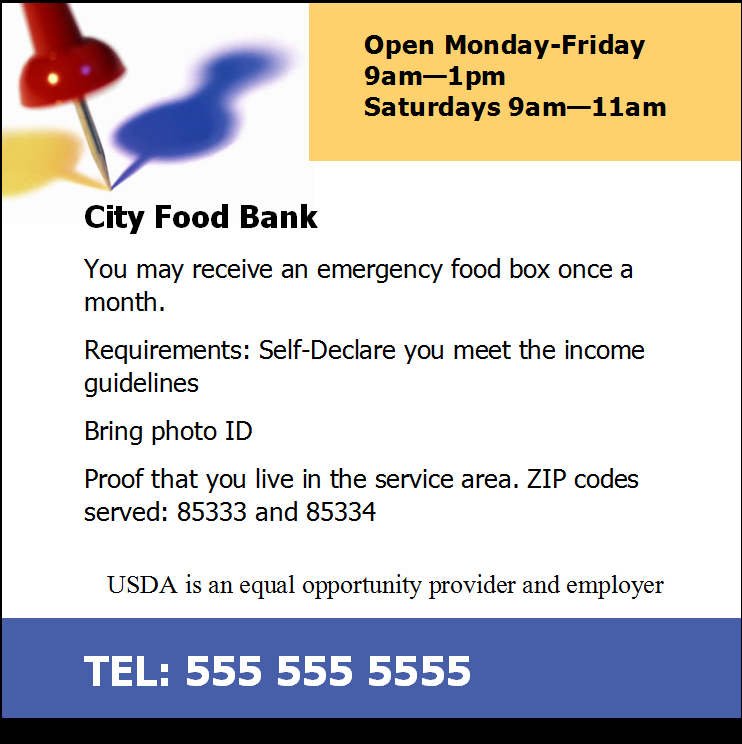 Open Monday-Friday
9am—1pm
Saturdays 9am—11am
City Food Bank
You may receive an emergency food box once a
month.
Requirements: Self-Declare you meet the income
guidelines
Bring photo ID
Proof that you live in the service area. ZIP codes
served: 85333 and 85334
USDA is an equal opportunity provider and employer
TEL: 555 555 5555